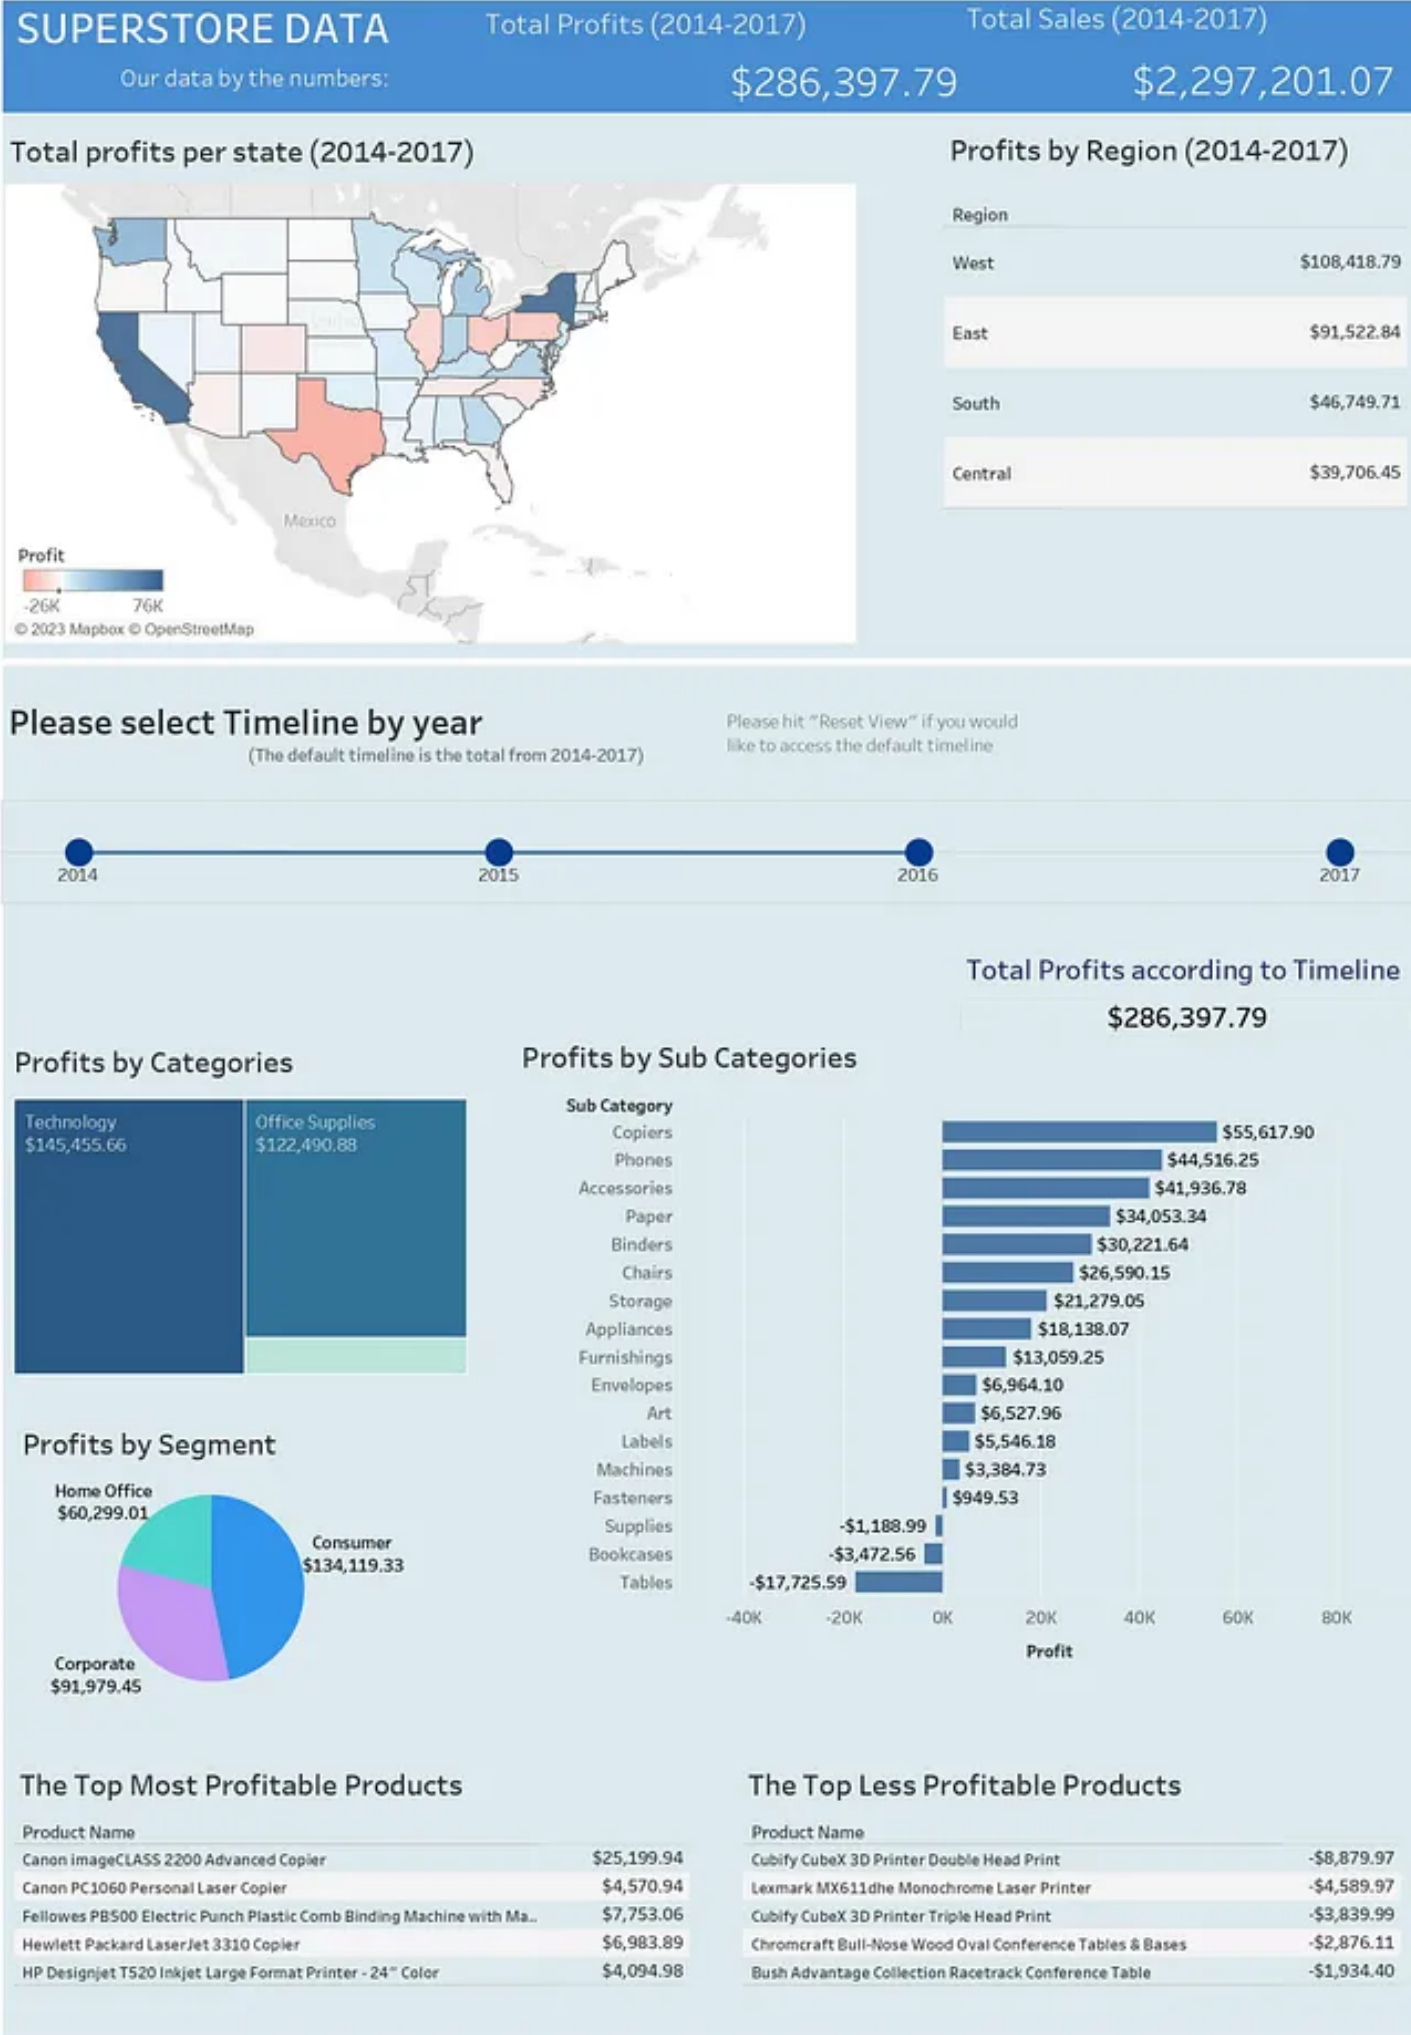 SUPERSTORE DATA
Our data by the numbers:
Total Profits (2014-2017)
$286,397.79
Total Sales (2014-2017)
$2,297,201.07
Total profits per state (2014-2017)
Mexico
Profit
-26K 76K
© 2023 Mapbox © OpenStreetMap
Profits by Region (2014-2017)
Region
West $108,418.79
East $91,522.84
South $46,749.71
Central $39,706.45
Please select Timeline by year
(The default timeline is the total from 2014-2017)
Please hit "Reset View" if you would
like to access the default timeline
2014 2015 2016 2017
Total Profits according to Timeline
$286,397.79
Profits by Categories
Technology
$145,455.66
Office Supplies
$122,490.88
Profits by Sub Categories
Sub Category
Copiers $55,617.90
Phones $44,516.25
Accessories $41,936.78
Paper $34,053.34
Binders $30,221.64
Chairs $26,590.15
Storage $21,279.05
Appliances $18,138.07
Furnishings $13,059.25
Envelopes $6,964.10
Art $6,527.96
Labels $5,546.18
Machines $3,384.73
Fasteners $949.53
Supplies -$1,188.99
Bookcases -$3,472.56
Tables -$17,725.59
-40K -20K 0K 20K 40K 60K 80K
Profit
Profits by Segment
Home Office
$60,299.01
Consumer
$134,119.33
Corporate
$91,979.45
The Top Most Profitable Products
Product Name
Canon imageCLASS 2200 Advanced Copier $25,199.94
Canon PC1060 Personal Laser Copier $4,570.94
Fellowes PB500 Electric Punch Plastic Comb Binding Machine with Ma.. $7,753.06
Hewlett Packard LaserJet 3310 Copier $6,983.89
HP Designjet T520 Inkjet Large Format Printer - 24" Color $4,094.98
The Top Less Profitable Products
Product Name
Cubify CubeX 3D Printer Double Head Print -$8,879.97
Lexmark MX611dhe Monochrome Laser Printer -$4,589.97
Cubify CubeX 3D Printer Triple Head Print -$3,839.99
Chromcraft Bull-Nose Wood Oval Conference Tables & Bases -$2,876.11
Bush Advantage Collection Racetrack Conference Table -$1,934.40